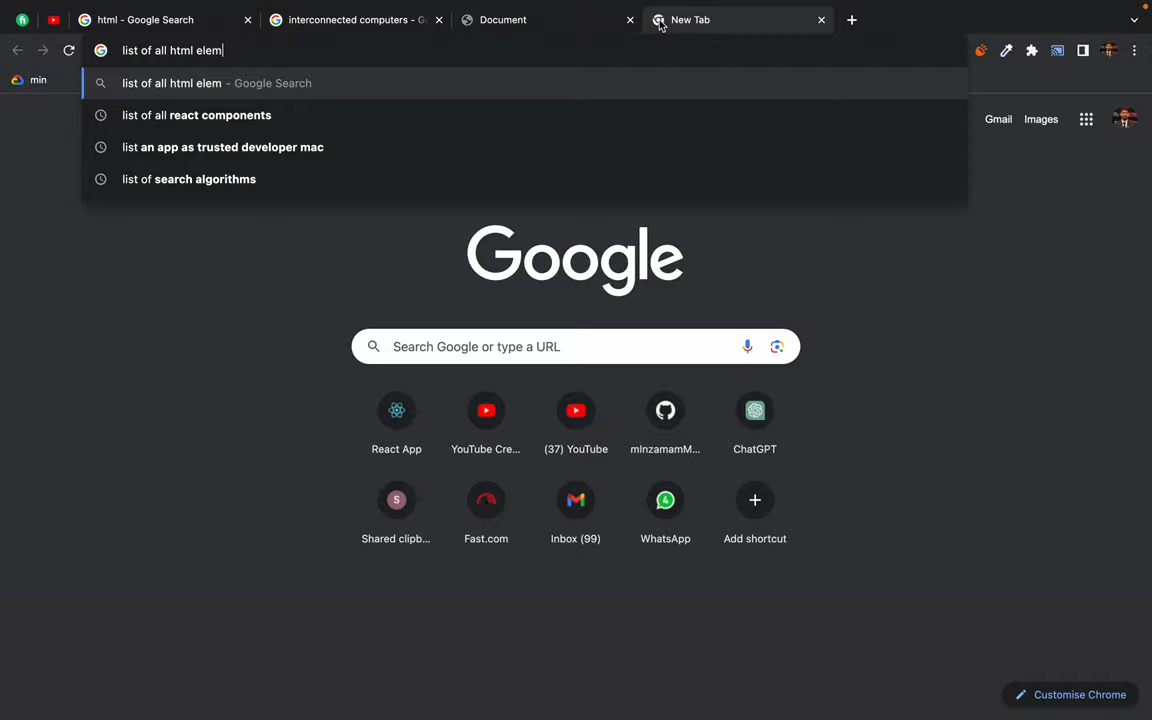 html - Google Search
interconnected computers - Go
Document
New Tab
list of all html elem
min
list of all html elem - Google Search
list of all react components
list an app as trusted developer mac
list of search algorithms
Gmail Images
Google
Search Google or type a URL
React App
YouTube Cre...
(37) YouTube
mInzamamM...
ChatGPT
S
4
Shared clipb...
Fast.com
Inbox (99)
WhatsApp
Add shortcut
Customise Chrome